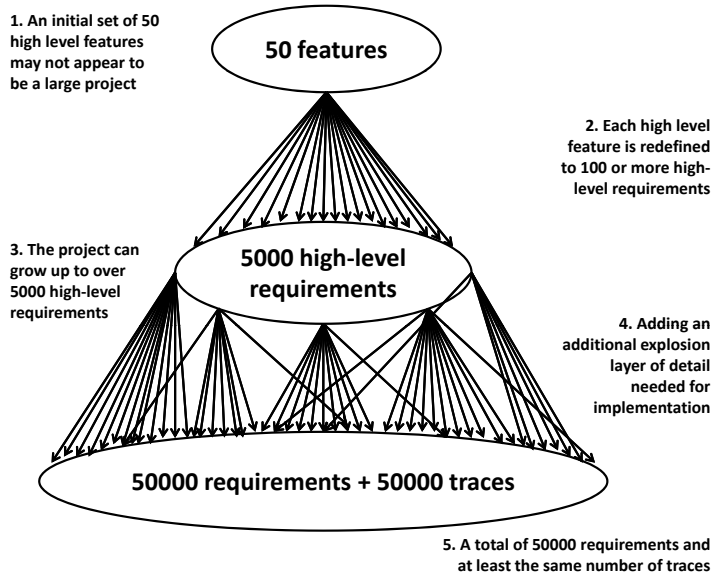 1. An initial set of 50
high level features
may not appear to
be a large project
50 features
2. Each high level
feature is redefined
to 100 or more high-
level requirements
3. The project can
grow up to over
5000 high-level
requirements
5000 high-level
requirements
4. Adding an
additional explosion
layer of detail
needed for
implementation
50000 requirements + 50000 traces
5. A total of 50000 requirements and
at least the same number of traces